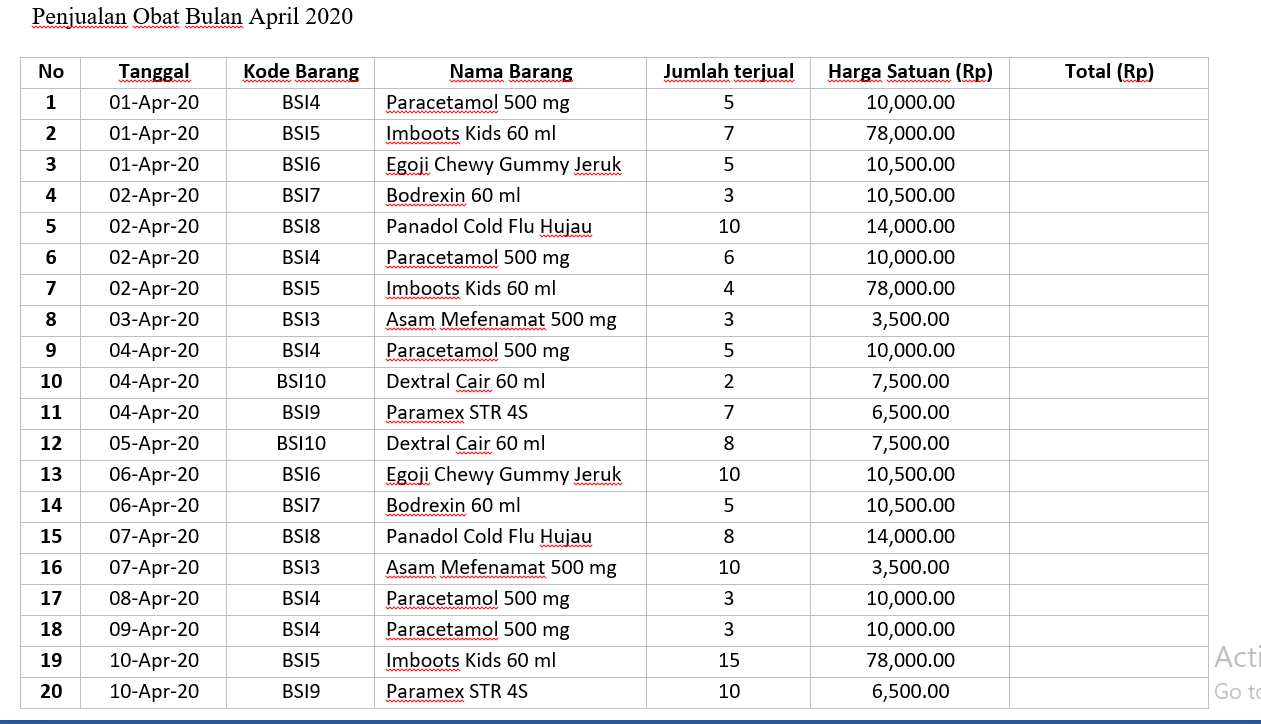 Penjualan Obat Bulan April 2020
No Tanggal Kode Barang Nama Barang Jumlah terjual Harga Satuan (Rp) Total (Rp)
1 01-Apr-20 BSI4 Paracetamol 500 mg 5 10,000.00
2 01-Apr-20 BSI5 Imboots Kids 60 ml 7 78,000.00
3 01-Apr-20 BSI6 Egoji Chewy Gummy Jeruk 5 10,500.00
4 02-Apr-20 BSI7 Bodrexin 60 ml 3 10,500.00
5 02-Apr-20 BSI8 Panadol Cold Flu Hujau 10 14,000.00
6 02-Apr-20 BSI4 Paracetamol 500 mg 6 10,000.00
7 02-Apr-20 BSI5 Imboots Kids 60 ml 4 78,000.00
8 03-Apr-20 BSI3 Asam Mefenamat 500 mg 3 3,500.00
9 04-Apr-20 BSI4 Paracetamol 500 mg 5 10,000.00
10 04-Apr-20 BSI10 Dextral Cair 60 ml 2 7,500.00
11 04-Apr-20 BSI9 Paramex STR 4S 7 6,500.00
12 05-Apr-20 BSI10 Dextral Cair 60 ml 8 7,500.00
13 06-Apr-20 BSI6 Egoji Chewy Gummy Jeruk 10 10,500.00
14 06-Apr-20 BSI7 Bodrexin 60 ml 5 10,500.00
15 07-Apr-20 BSI8 Panadol Cold Flu Hujau 8 14,000.00
16 07-Apr-20 BSI3 Asam Mefenamat 500 mg 10 3,500.00
17 08-Apr-20 BSI4 Paracetamol 500 mg 3 10,000.00
18 09-Apr-20 BSI4 Paracetamol 500 mg 3 10,000.00
19 10-Apr-20 BSI5 Imboots Kids 60 ml 15 78,000.00
20 10-Apr-20 BSI9 Paramex STR 4S 10 6,500.00
Acti
Go to